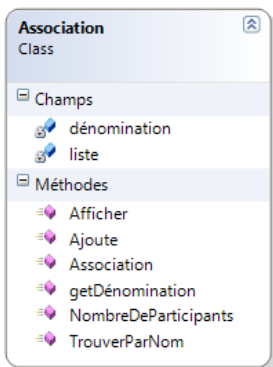 Association
Class
Champs
dénomination
liste
Méthodes
Afficher
Ajoute
Association
getDénomination
NombreDeParticipants
TrouverParNom